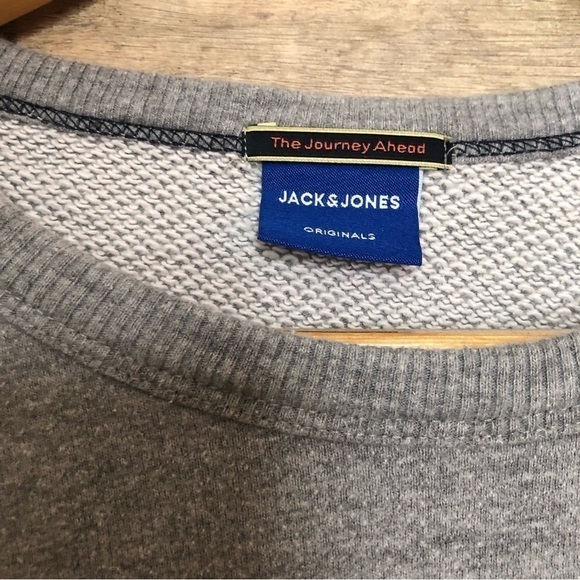 The Journey Ahead
JACK&JONES
ORIGINALS